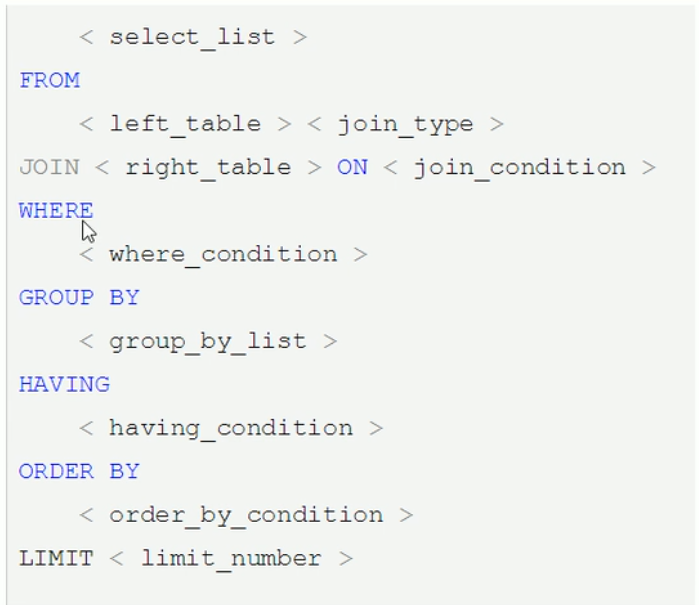 < select_list >
FROM
< left_table > < join_type >
JOIN < right_table > ON < join_condition >
WHERE
< where_condition >
GROUP BY
< group_by_list >
HAVING
< having_condition >
ORDER BY
< order_by_condition >
LIMIT < limit_number >